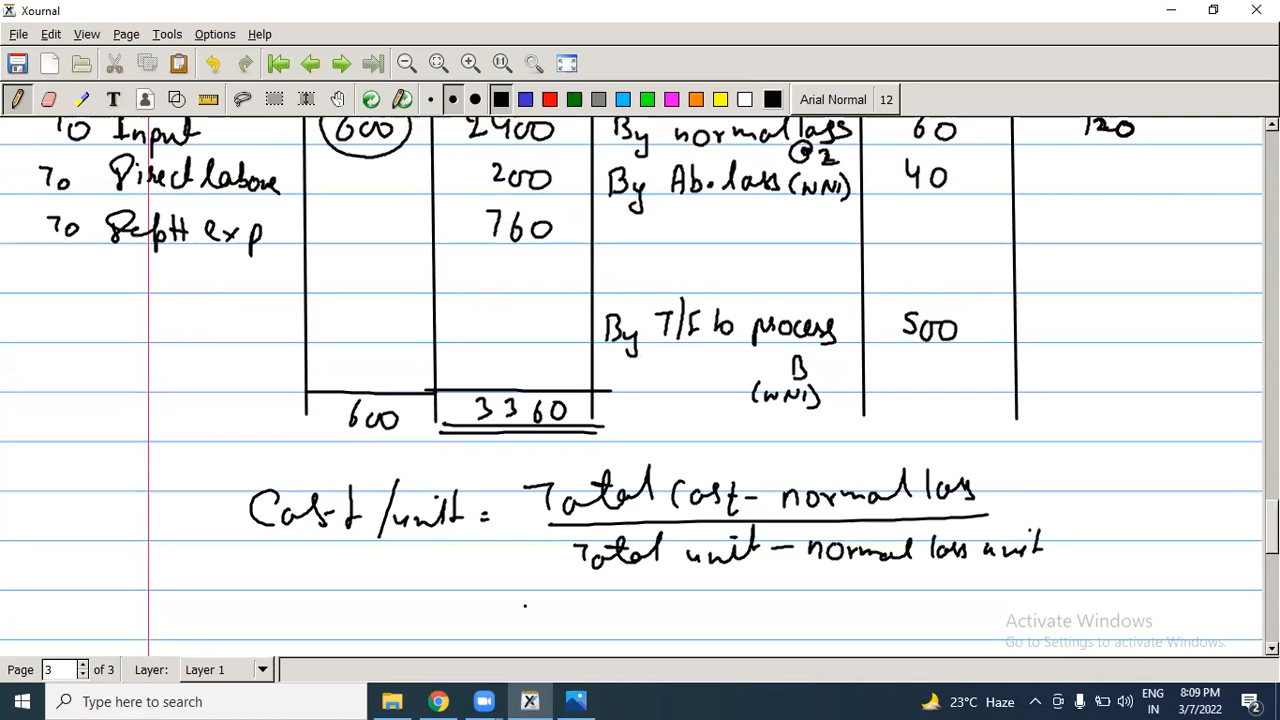 Xournal
File Edit View Page Tools Options Help
Arial Normal 12
To Input 600 2400 By normal loss 60 120
@ 2
To Direct labore 200 By Ab. loss (WN1) 40
To Deptt exp 760
By T/F to process 500
B
(WN1)
600 3360
Cost/unit = Total Cost - normal loss
Total unit - normal loss unit
Activate Windows
Go to Settings to activate Windows.
Page 3 of 3 Layer: Layer 1
Type here to search
23°C Haze
ENG
IN
8:09 PM
3/7/2022
2